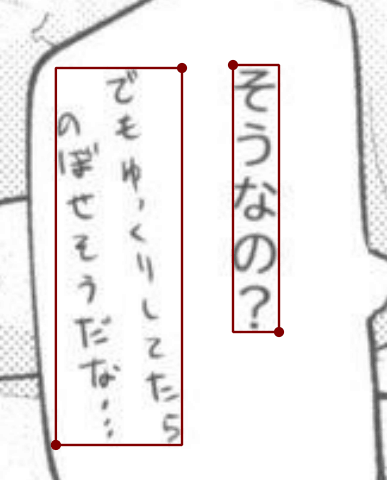 そうなの?
でもゆっくりしてたら
のぼせそうだな…